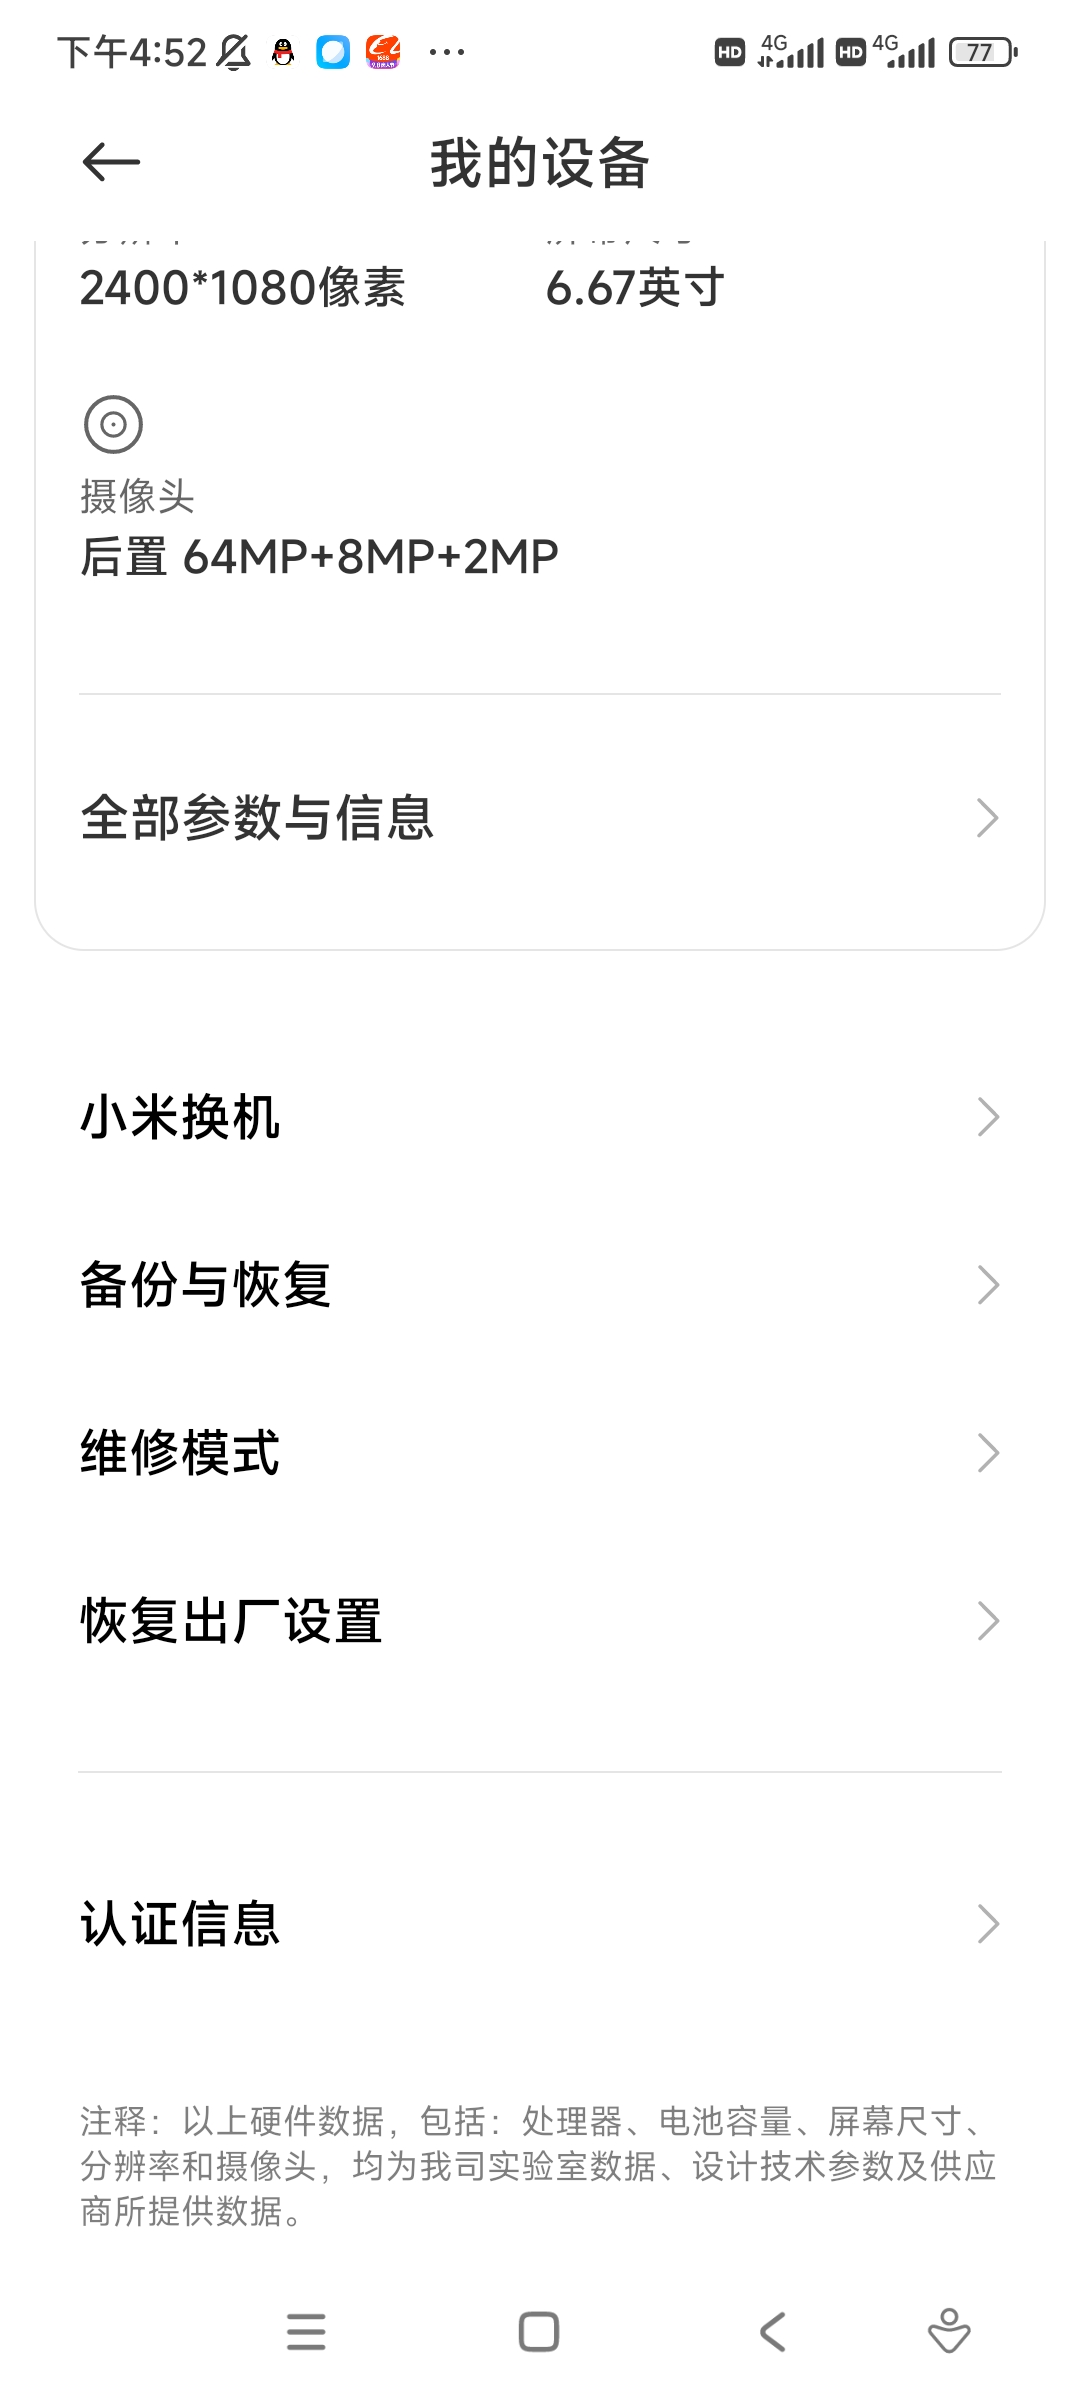 下午4:52
HD 4G HD 4G 77
我的设备
2400*1080像素 6.67英寸
摄像头
后置 64MP+8MP+2MP
全部参数与信息
小米换机
备份与恢复
维修模式
恢复出厂设置
认证信息
注释：以上硬件数据，包括：处理器、电池容量、屏幕尺寸、
分辨率和摄像头，均为我司实验室数据、设计技术参数及供应
商所提供数据。